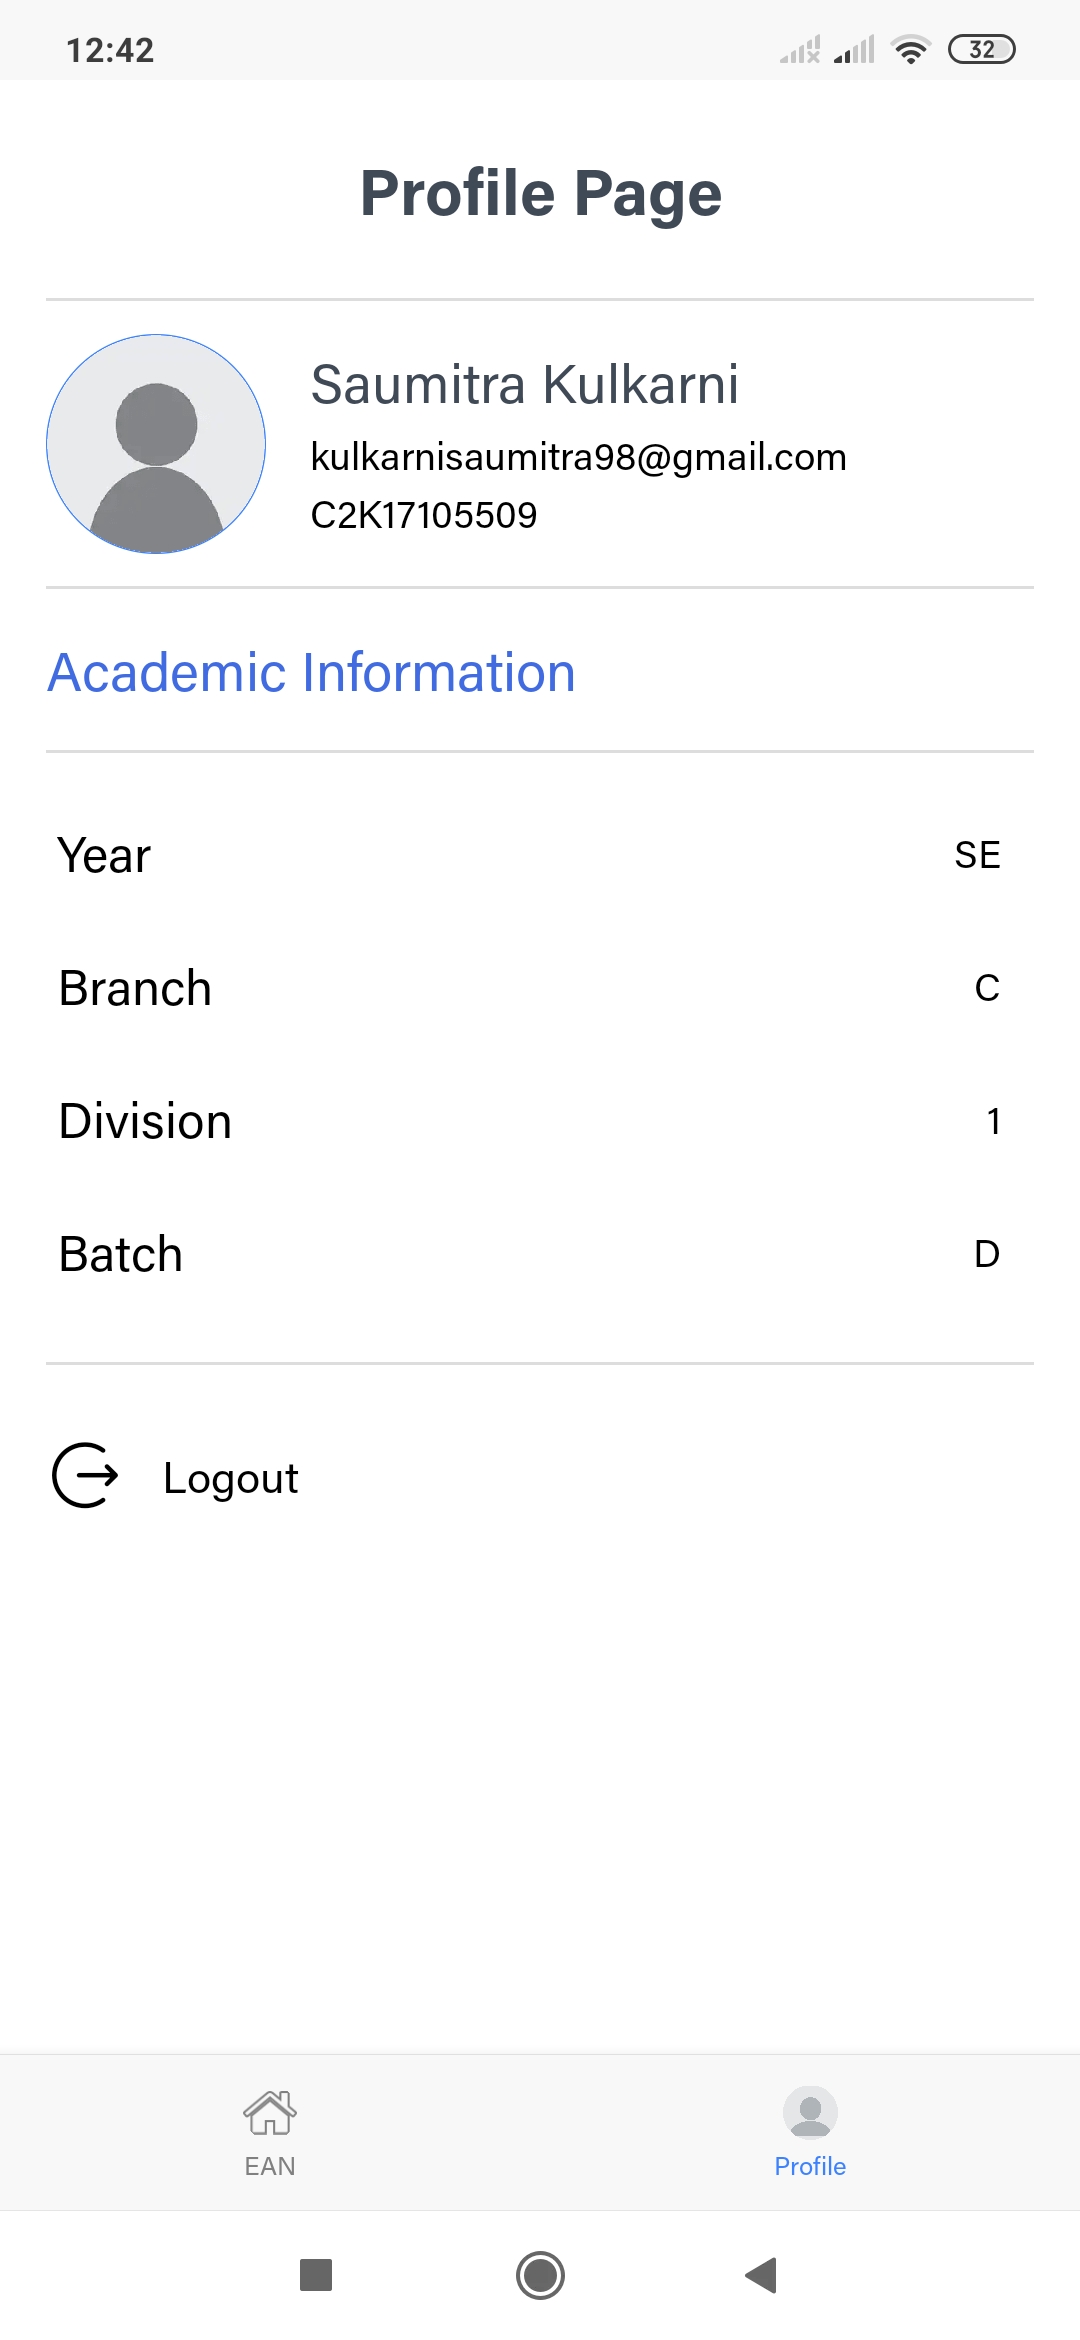 12:42
32
Profile Page
Saumitra Kulkarni
kulkarnisaumitra98@gmail.com
C2K17105509
Academic Information
Year SE
Branch C
Division 1
Batch D
Logout
EAN Profile